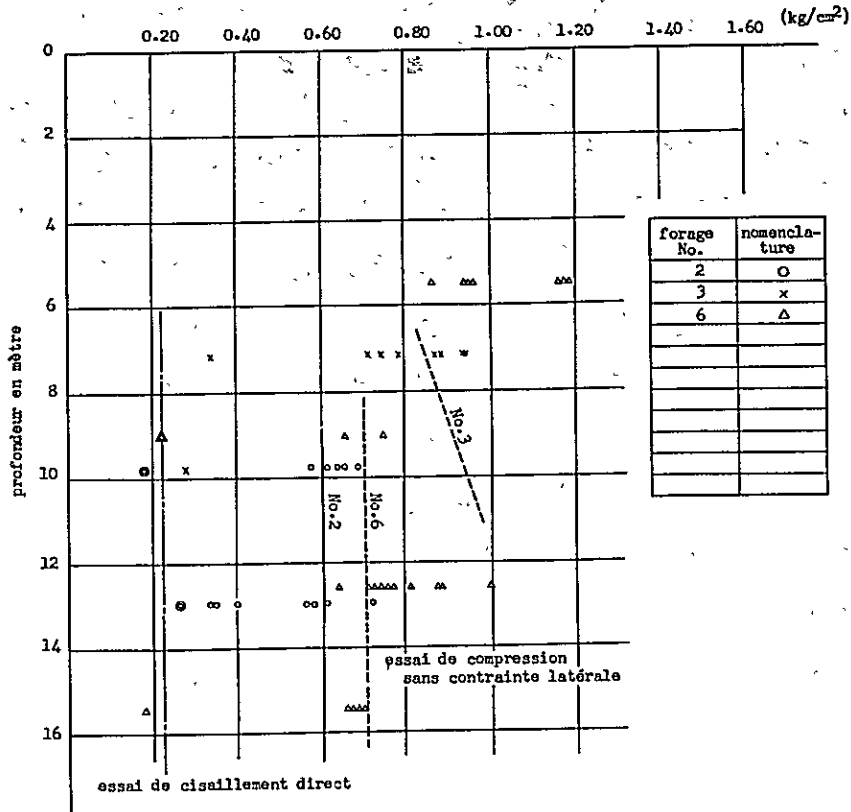 (kg/cm²)
0.20 0.40 0.60 0.80 1.00 1.20 1.40 1.60
0
2
4
6
8
10
12
14
16
profondeur en mètre
forage No. nomencla-ture
2 O
3 x
6 △
No.3
No.2
No.6
essai de compression
sans contrainte latérale
essai de cisaillement direct